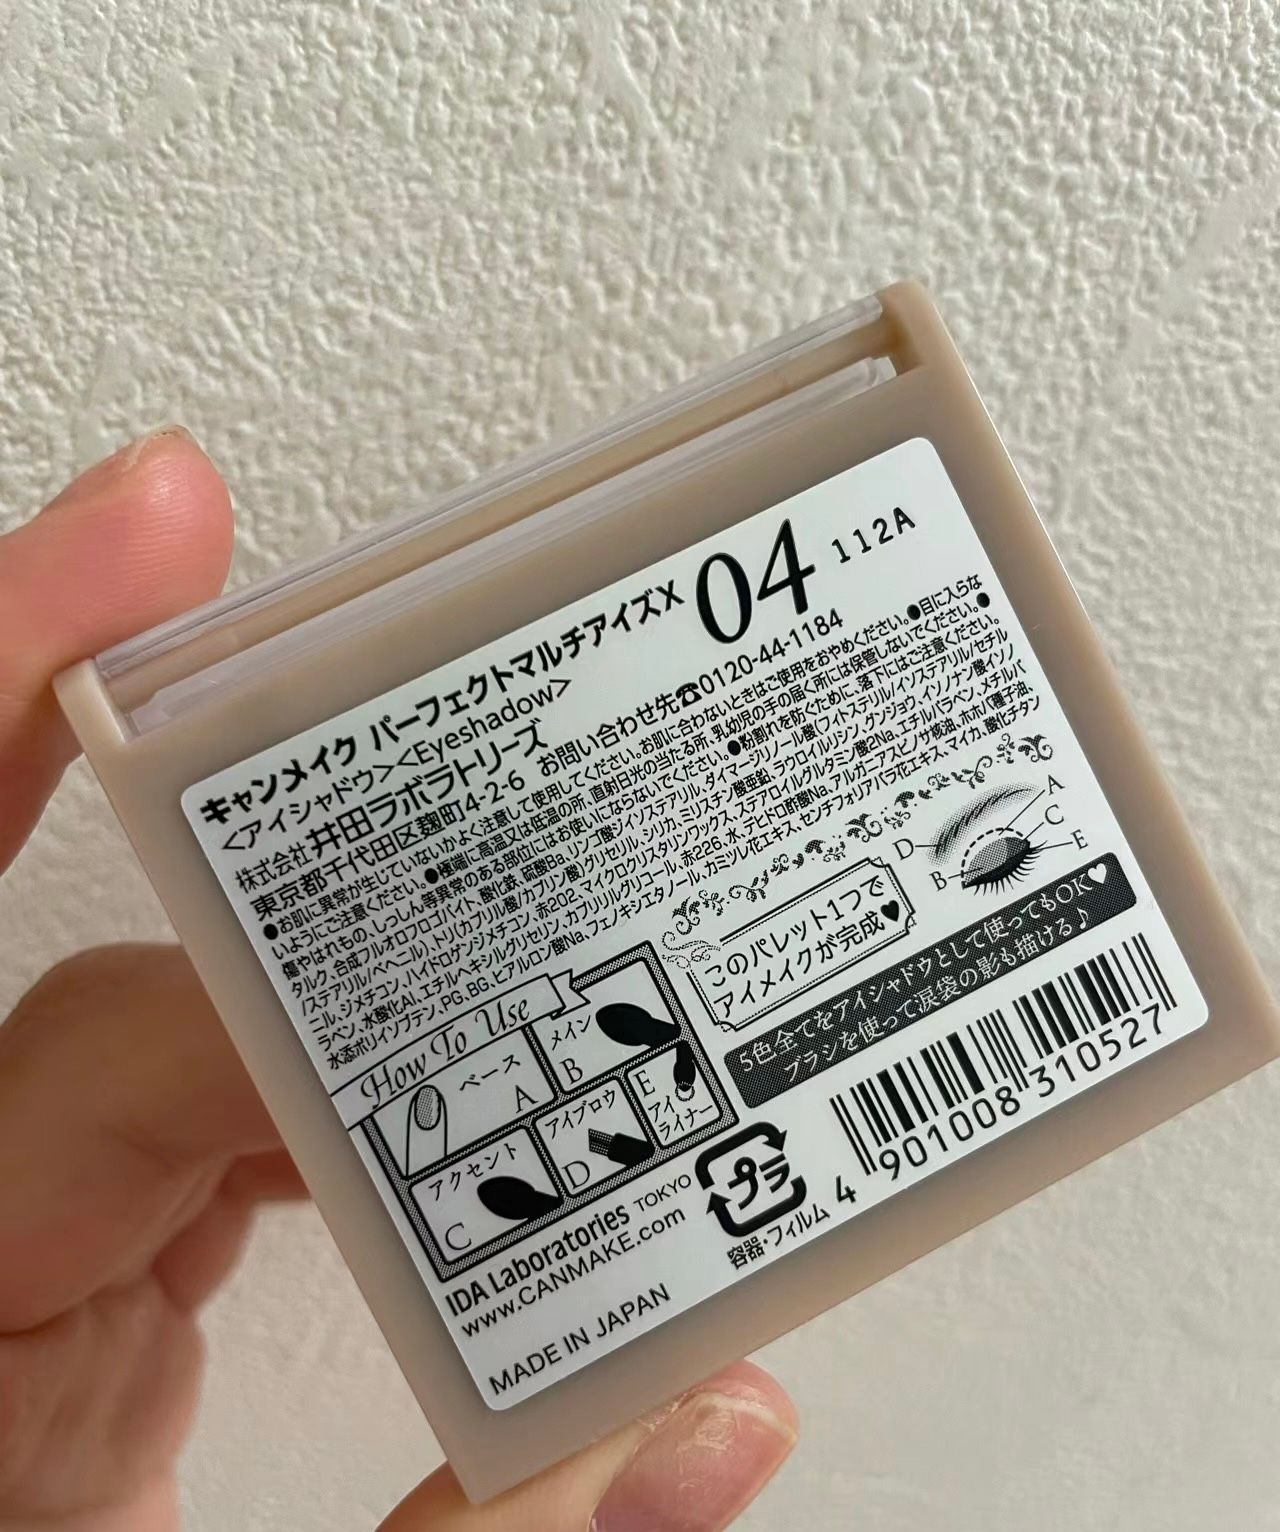 キャンメイク パーフェクトマルチアイズX 04 112A
<アイシャドウ><Eyeshadow>
株式会社井田ラボラトリーズ
東京都千代田区麹町4-2-6 お問い合わせ先☎0120-44-1184
●お肌に異常が生じていないかよく注意して使用してください。お肌に合わないときはご使用をおやめください。●目に入らな
いようにご注意ください。●極端に高温又は低温の所、直射日光の当たる所、乳幼児の手の届く所には保管しないでください。●
傷やはれもの、しっしん等異常のある部位にはお使いにならないでください。●粉割れを防ぐために、落下にはご注意ください。
タルク、合成フルオロフロゴパイト、酸化鉄、硫酸Ba、リンゴ酸ジイソステアリル、ダイマージリノール酸(フィトステリル/イソステアリル/セチル
/ステアリル/ベヘニル)、トリ(カプリル酸/カプリン酸)グリセリル、シリカ、ミリスチン酸亜鉛、ラウロイルリシン、グンジョウ、イソノナン酸イソノ
ニル、ジメチコン、ハイドロゲンジメチコン、赤202、マイクロクリスタリンワックス、ステアロイルグルタミン酸2Na、エチルパラベン、メチルパ
ラベン、水酸化Al、エチルヘキシルグリセリン、カプリリルグリコール、赤226、水、デヒドロ酢酸Na、アルガニアスピノサ核油、ホホバ種子油、
水添ポリイソブテン、PG、BG、ヒアルロン酸Na、フェノキシエタノール、カミツレ花エキス、センチフォリアバラ花エキス、マイカ、酸化チタン
How To Use
ベース
A
メイン
B
アクセント
C
アイブロウ
D
E
アイ
ライナー
このパレット1つで
アイメイクが完成♥
A
C
E
D
B
5色全てをアイシャドウとして使ってもOK♥
ブラシを使って涙袋の影も描ける♪
IDA Laboratories TOKYO
www.CANMAKE.com
MADE IN JAPAN
プラ
容器・フィルム
4 901008 310527